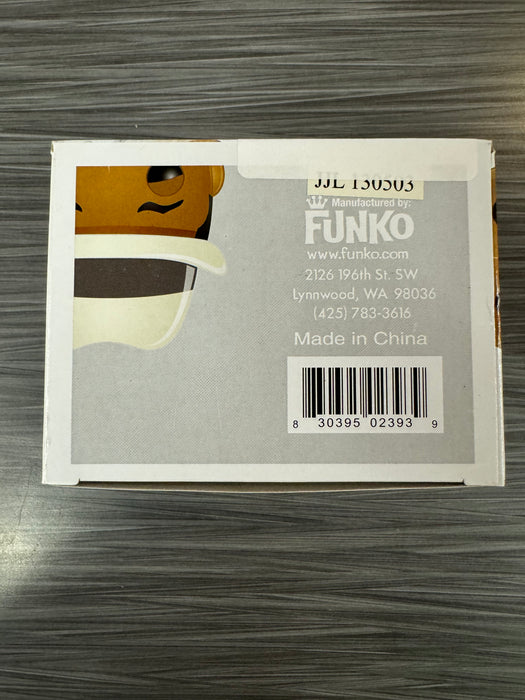 JJL 130503
Manufactured by:
FUNKO
www.funko.com
2126 196th St. SW
Lynnwood, WA 98036
(425) 783-3616
Made in China
8 30395 02393 9